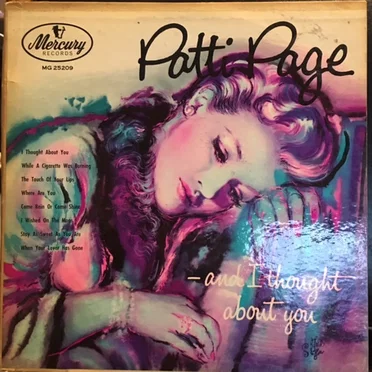 Mercury
RECORDS
MG 25209
Patti Page
I Thought About You
While A Cigarette Was Burning
The Touch Of Your Lips
Where Are You
Come Rain Or Come Shine
I Wished On The Moon
Stay As Sweet As You Are
When Your Lover Has Gone
— and I thought
about you